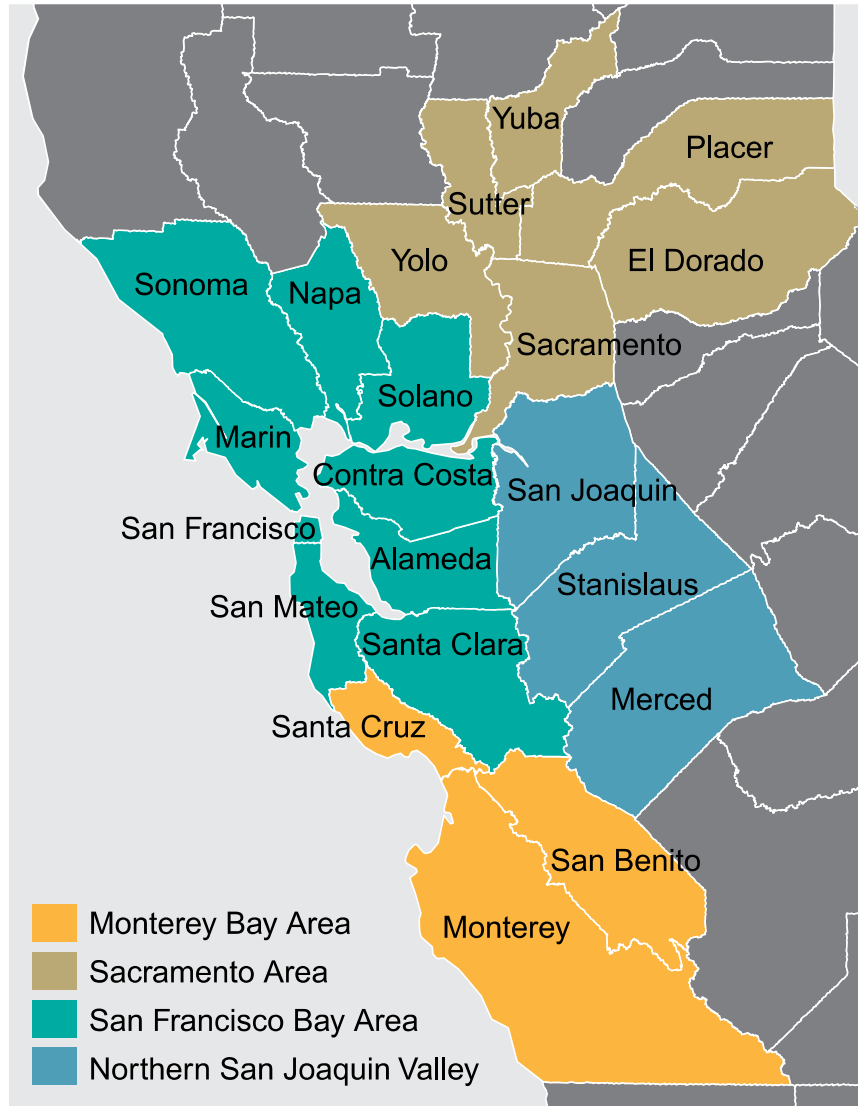 Yuba
Placer
Sutter
Yolo
El Dorado
Sonoma
Napa
Sacramento
Solano
Marin
Contra Costa
San Joaquin
San Francisco
Alameda
Stanislaus
San Mateo
Santa Clara
Merced
Santa Cruz
San Benito
Monterey
Monterey Bay Area
Sacramento Area
San Francisco Bay Area
Northern San Joaquin Valley